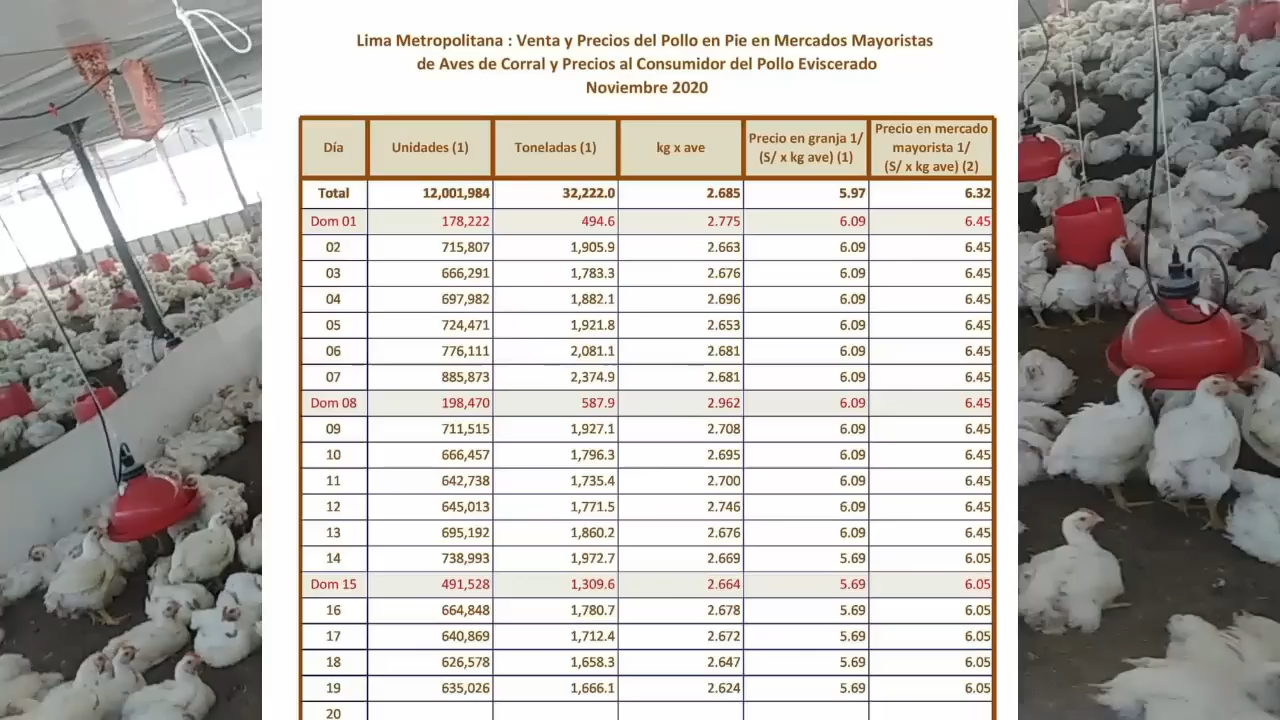 Lima Metropolitana : Venta y Precios del Pollo en Pie en Mercados Mayoristas
de Aves de Corral y Precios al Consumidor del Pollo Eviscerado
Noviembre 2020
Día Unidades (1) Toneladas (1) kg x ave Precio en granja 1/ (S/ x kg ave) (1) Precio en mercado mayorista 1/ (S/ x kg ave) (2)
Total 12,001,984 32,222.0 2.685 5.97 6.32
Dom 01 178,222 494.6 2.775 6.09 6.45
02 715,807 1,905.9 2.663 6.09 6.45
03 666,291 1,783.3 2.676 6.09 6.45
04 697,982 1,882.1 2.696 6.09 6.45
05 724,471 1,921.8 2.653 6.09 6.45
06 776,111 2,081.1 2.681 6.09 6.45
07 885,873 2,374.9 2.681 6.09 6.45
Dom 08 198,470 587.9 2.962 6.09 6.45
09 711,515 1,927.1 2.708 6.09 6.45
10 666,457 1,796.3 2.695 6.09 6.45
11 642,738 1,735.4 2.700 6.09 6.45
12 645,013 1,771.5 2.746 6.09 6.45
13 695,192 1,860.2 2.676 6.09 6.45
14 738,993 1,972.7 2.669 5.69 6.05
Dom 15 491,528 1,309.6 2.664 5.69 6.05
16 664,848 1,780.7 2.678 5.69 6.05
17 640,869 1,712.4 2.672 5.69 6.05
18 626,578 1,658.3 2.647 5.69 6.05
19 635,026 1,666.1 2.624 5.69 6.05
20